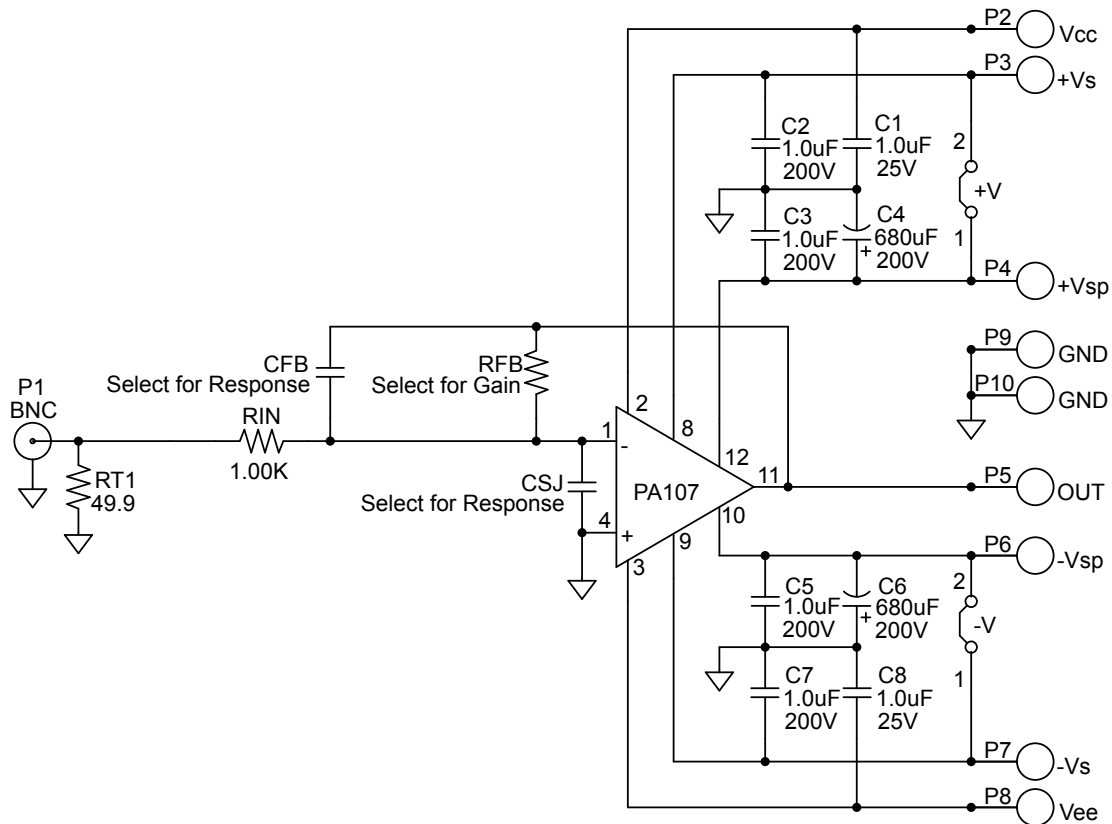 P2
Vcc
P3
+Vs
C2
1.0uF
200V
C1
1.0uF
25V
2
+V
1
C3
1.0uF
200V
C4
680uF
200V
+
P4
+Vsp
P9
GND
P10
GND
CFB
Select for Response
RFB
Select for Gain
P1
BNC
RIN
1.00K
RT1
49.9
CSJ
Select for Response
1
-
2
8
12
11
PA107
4
+
3
9
10
P5
OUT
P6
-Vsp
C5
1.0uF
200V
C6
680uF
200V
+
2
-V
1
C7
1.0uF
200V
C8
1.0uF
25V
P7
-Vs
P8
Vee